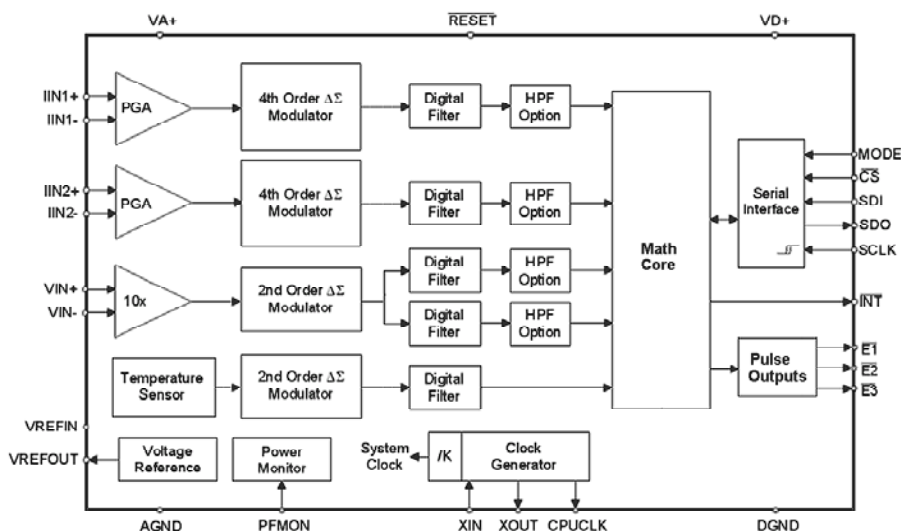 VA+
RESET
VD+
IIN1+
IIN1-
PGA
4th Order ΔΣ
Modulator
Digital
Filter
HPF
Option
IIN2+
IIN2-
PGA
4th Order ΔΣ
Modulator
Digital
Filter
HPF
Option
VIN+
VIN-
10x
2nd Order ΔΣ
Modulator
Digital
Filter
HPF
Option
Digital
Filter
HPF
Option
Temperature
Sensor
2nd Order ΔΣ
Modulator
Digital
Filter
Math
Core
Serial
Interface
MODE
CS
SDI
SDO
SCLK
INT
Pulse
Outputs
E1
E2
E3
VREFIN
VREFOUT
Voltage
Reference
Power
Monitor
System
Clock
/K
Clock
Generator
AGND
PFMON
XIN
XOUT
CPUCLK
DGND